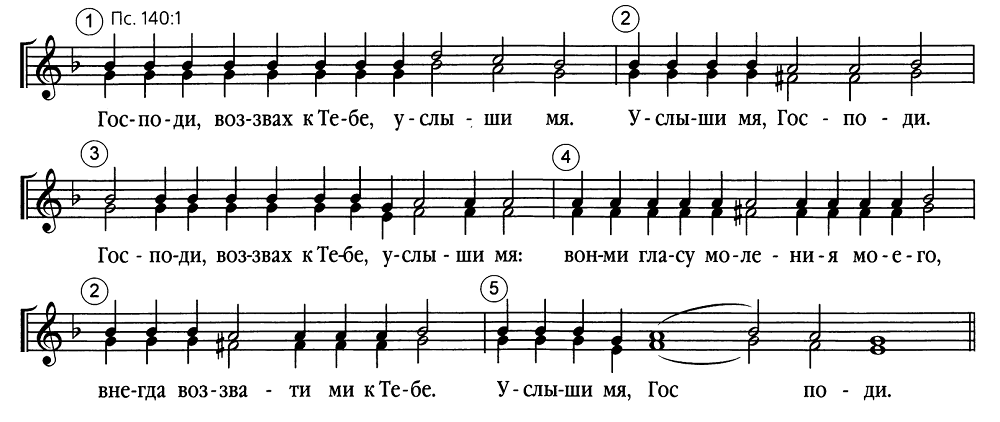 1 Пс. 140:1 2
Гос-по-ди, воз-звах к Те-бе, у-слы-ши мя. У-слы-ши мя, Гос-по-ди.
3 4
Гос-по-ди, воз-звах к Те-бе, у-слы-ши мя: вон-ми гла-су мо-ле-ни-я мо-е-го,
2 5
вне-гда воз-зва-ти ми к Те-бе. У-слы-ши мя, Гос по-ди.